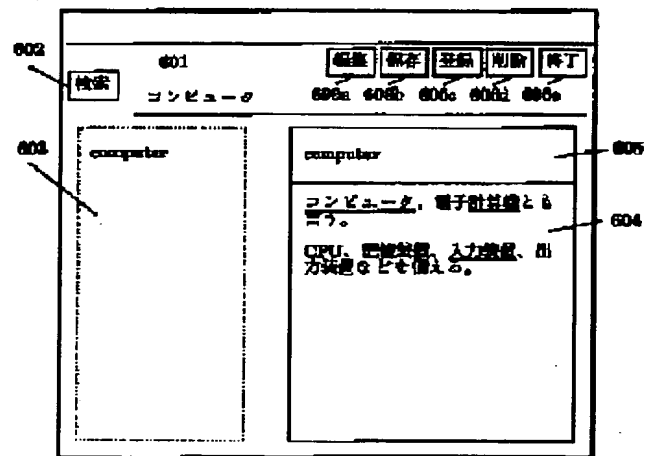 602
601
編集 保存 登録 削除 終了
検索
コンピュータ
606a 606b 606c 606d 606e
603
computer
computer
605
コンピュータ、電子計算機とも
言う。
604
CPU、記憶装置、入力装置、出
力装置などを備える。